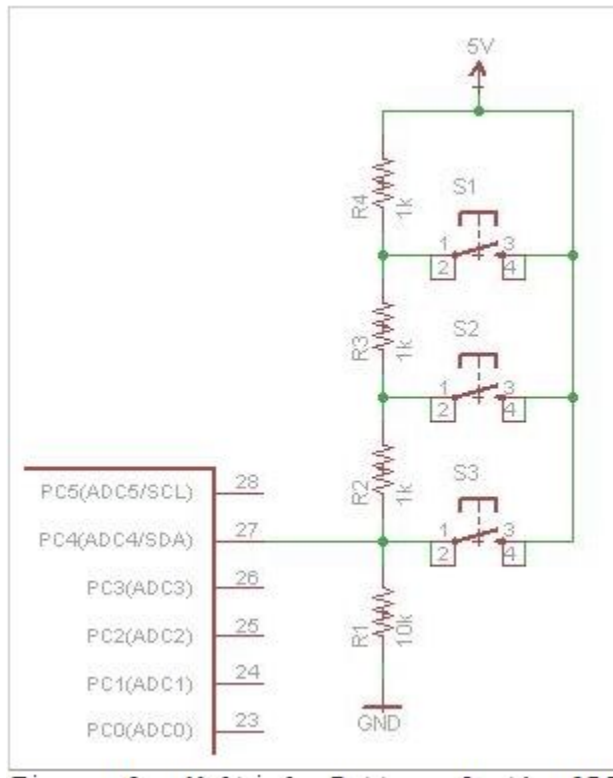 5V
S1
R4
1k
1
3
2
4
S2
R3
1k
1
3
2
4
S3
R2
1k
1
3
2
4
PC5(ADC5/SCL)
28
PC4(ADC4/SDA)
27
PC3(ADC3)
26
PC2(ADC2)
25
PC1(ADC1)
24
PC0(ADC0)
23
R1
10k
GND